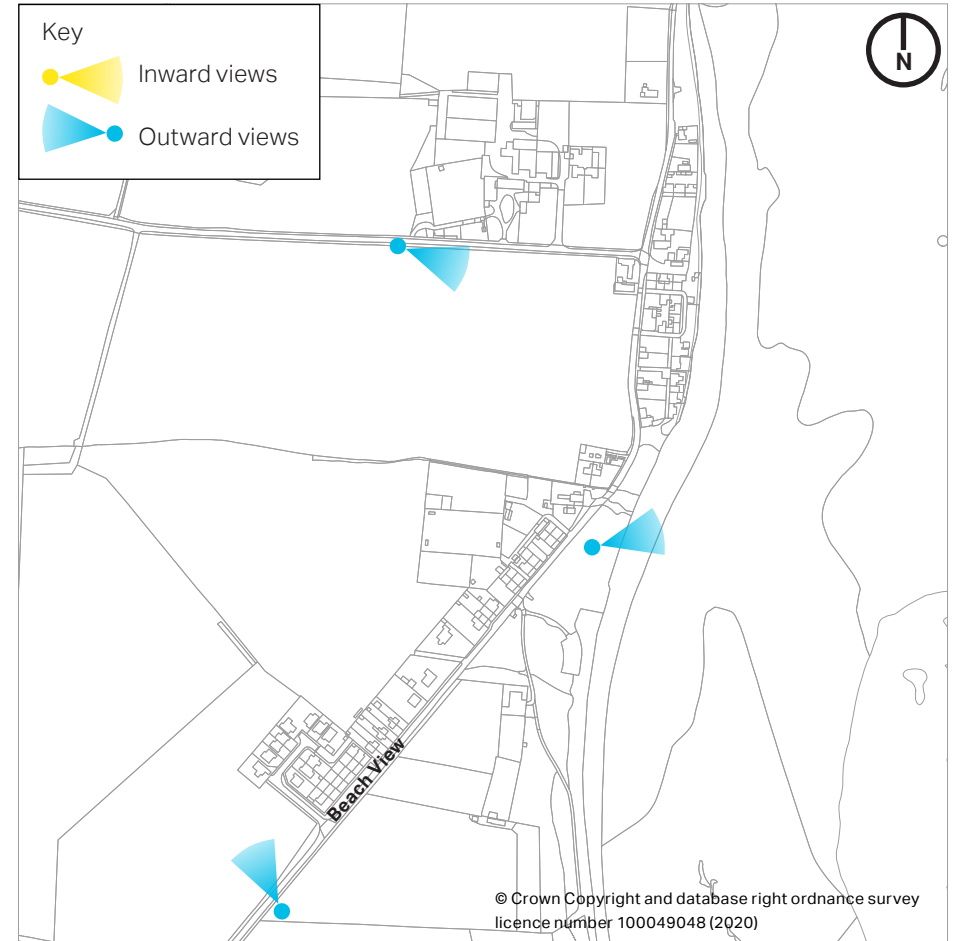 Key
Inward views
Outward views
N
Beach View
© Crown Copyright and database right ordnance survey
licence number 100049048 (2020)